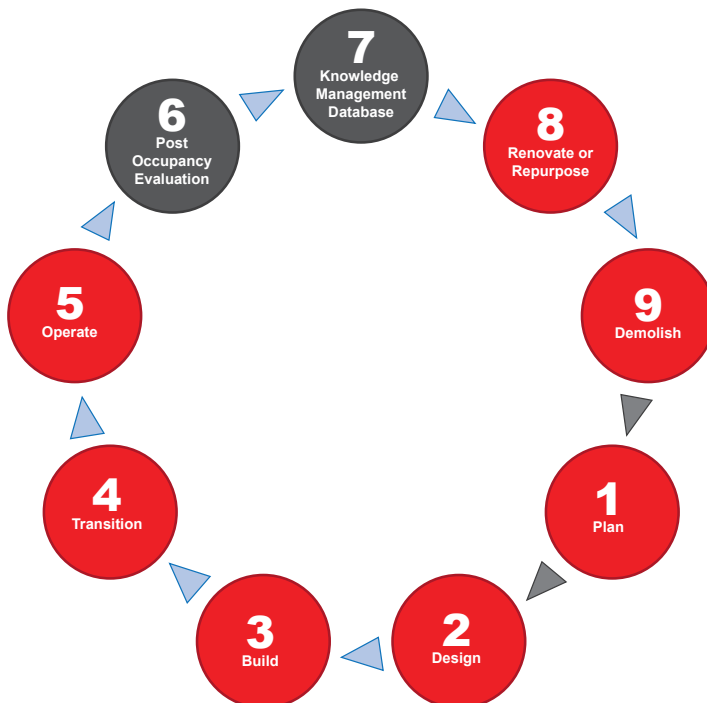 7
Knowledge
Management
Database
6
Post
Occupancy
Evaluation
8
Renovate or
Repurpose
5
Operate
9
Demolish
4
Transition
1
Plan
3
Build
2
Design